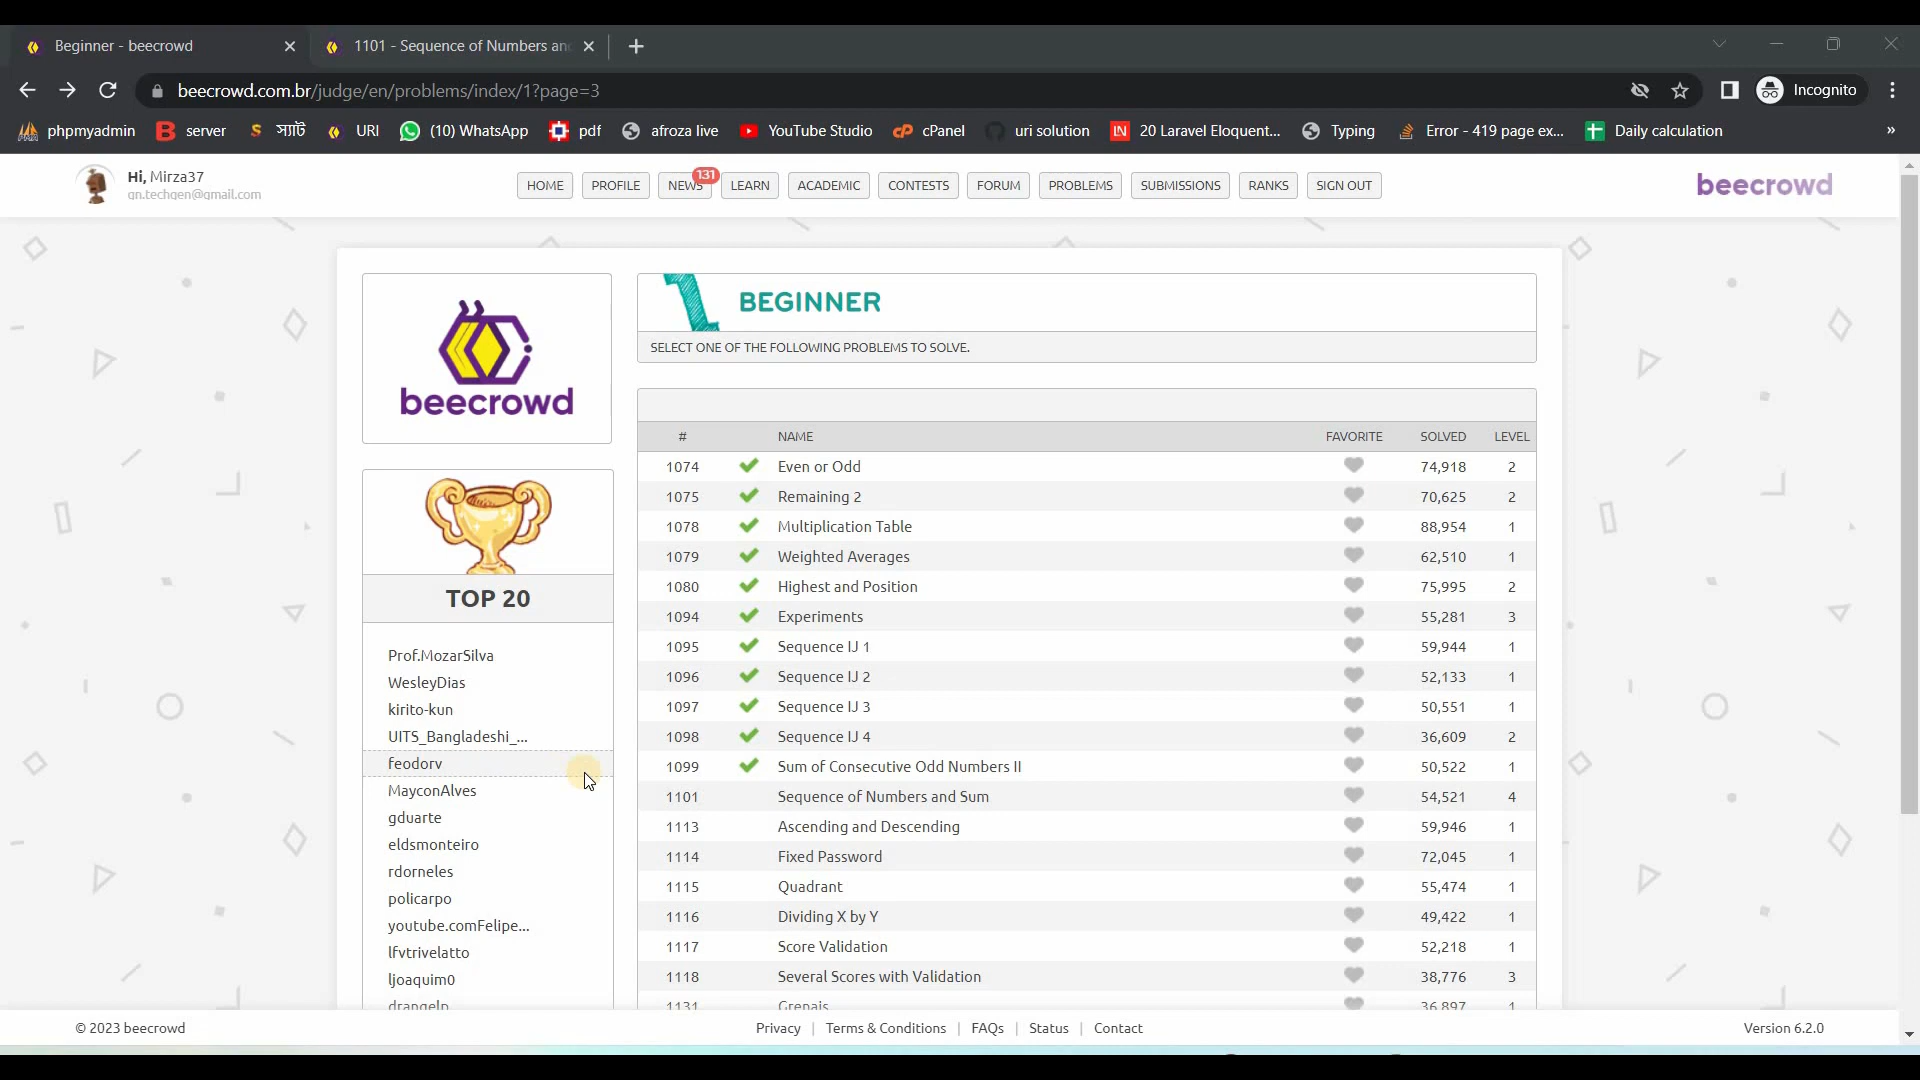 Beginner - beecrowd
1101 - Sequence of Numbers an
beecrowd.com.br/judge/en/problems/index/1?page=3
Incognito
phpmyadmin
server
স্যাট
URI
(10) WhatsApp
pdf
afroza live
YouTube Studio
cPanel
uri solution
20 Laravel Eloquent...
Typing
Error - 419 page ex...
Daily calculation
»
Hi, Mirza37
qn.techgen@gmail.com
HOME
PROFILE
NEWS
131
LEARN
ACADEMIC
CONTESTS
FORUM
PROBLEMS
SUBMISSIONS
RANKS
SIGN OUT
beecrowd
beecrowd
TOP 20
Prof.MozarSilva
WesleyDias
kirito-kun
UITS_Bangladeshi_...
feodorv
MayconAlves
gduarte
eldsmonteiro
rdorneles
policarpo
youtube.comFelipe...
lfvtrivelatto
ljoaquim0
drangelp
1 BEGINNER
SELECT ONE OF THE FOLLOWING PROBLEMS TO SOLVE.
# NAME FAVORITE SOLVED LEVEL
1074 Even or Odd 74,918 2
1075 Remaining 2 70,625 2
1078 Multiplication Table 88,954 1
1079 Weighted Averages 62,510 1
1080 Highest and Position 75,995 2
1094 Experiments 55,281 3
1095 Sequence IJ 1 59,944 1
1096 Sequence IJ 2 52,133 1
1097 Sequence IJ 3 50,551 1
1098 Sequence IJ 4 36,609 2
1099 Sum of Consecutive Odd Numbers II 50,522 1
1101 Sequence of Numbers and Sum 54,521 4
1113 Ascending and Descending 59,946 1
1114 Fixed Password 72,045 1
1115 Quadrant 55,474 1
1116 Dividing X by Y 49,422 1
1117 Score Validation 52,218 1
1118 Several Scores with Validation 38,776 3
1131 Grenais 36,897 1
© 2023 beecrowd
Privacy | Terms & Conditions | FAQs | Status | Contact
Version 6.2.0